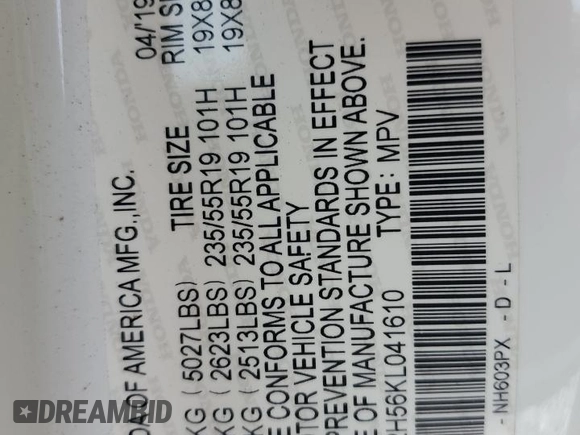 DA OF AMERICA MFG.,INC. 04/'19
TIRE SIZE RIM SI
KG ( 5027LBS)
KG ( 2623LBS) 235/55R19 101H 19X8
KG ( 2513LBS) 235/55R19 101H 19X8
E CONFORMS TO ALL APPLICABLE
TOR VEHICLE SAFETY
PREVENTION STANDARDS IN EFFECT
E OF MANUFACTURE SHOWN ABOVE.
H56KL041610 TYPE: MPV
- NH603PX - D - L
HONDA
DREAMBID